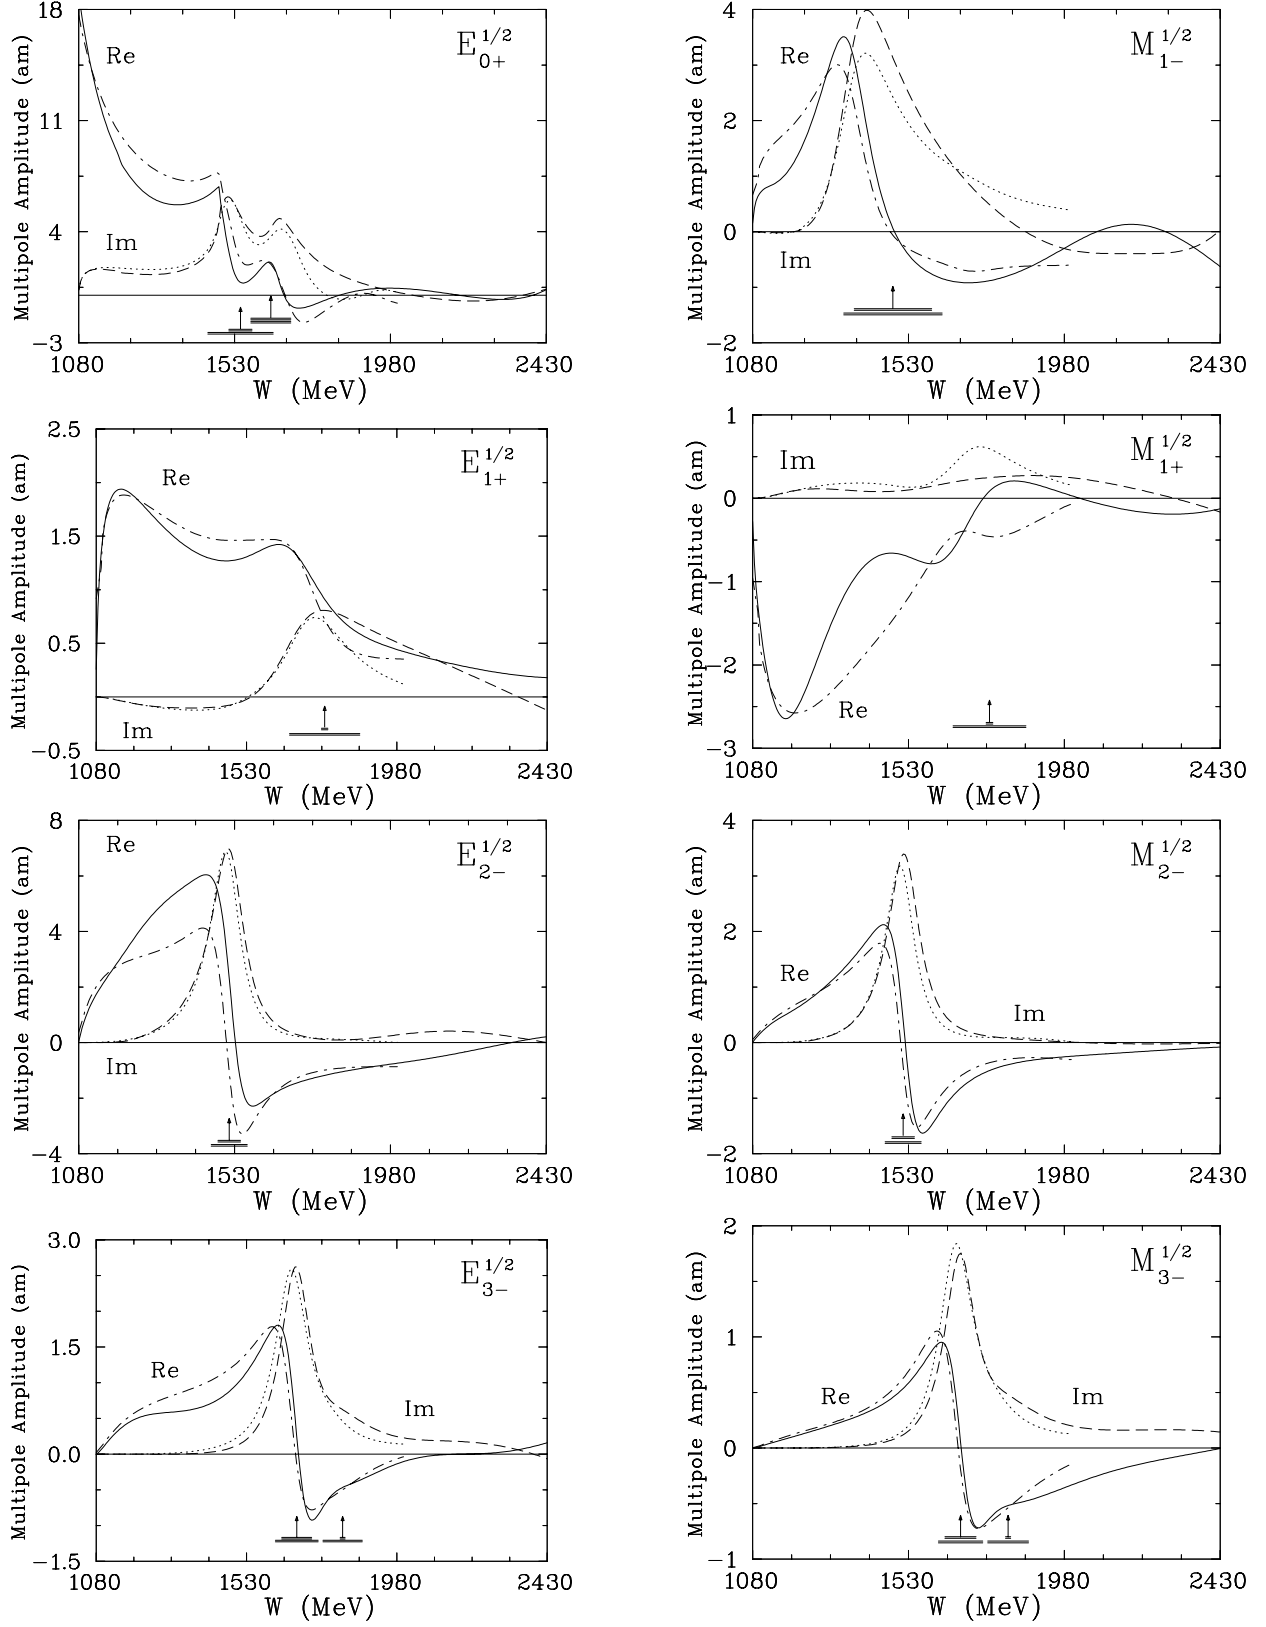 Multipole Amplitude (am)
18
11
4
−3
Re
Im
E 1/2 0+
1080 1530 1980 2430
W (MeV)
Multipole Amplitude (am)
4
2
0
−2
Re
Im
M 1/2 1−
1080 1530 1980 2430
W (MeV)
Multipole Amplitude (am)
2.5
1.5
0.5
−0.5
Re
Im
E 1/2 1+
1080 1530 1980 2430
W (MeV)
Multipole Amplitude (am)
1
0
−1
−2
−3
Im
Re
M 1/2 1+
1080 1530 1980 2430
W (MeV)
Multipole Amplitude (am)
8
4
0
−4
Re
Im
E 1/2 2−
1080 1530 1980 2430
W (MeV)
Multipole Amplitude (am)
4
2
0
−2
Re
Im
M 1/2 2−
1080 1530 1980 2430
W (MeV)
Multipole Amplitude (am)
3.0
1.5
0.0
−1.5
Re
Im
E 1/2 3−
1080 1530 1980 2430
W (MeV)
Multipole Amplitude (am)
2
1
0
−1
Re
Im
M 1/2 3−
1080 1530 1980 2430
W (MeV)